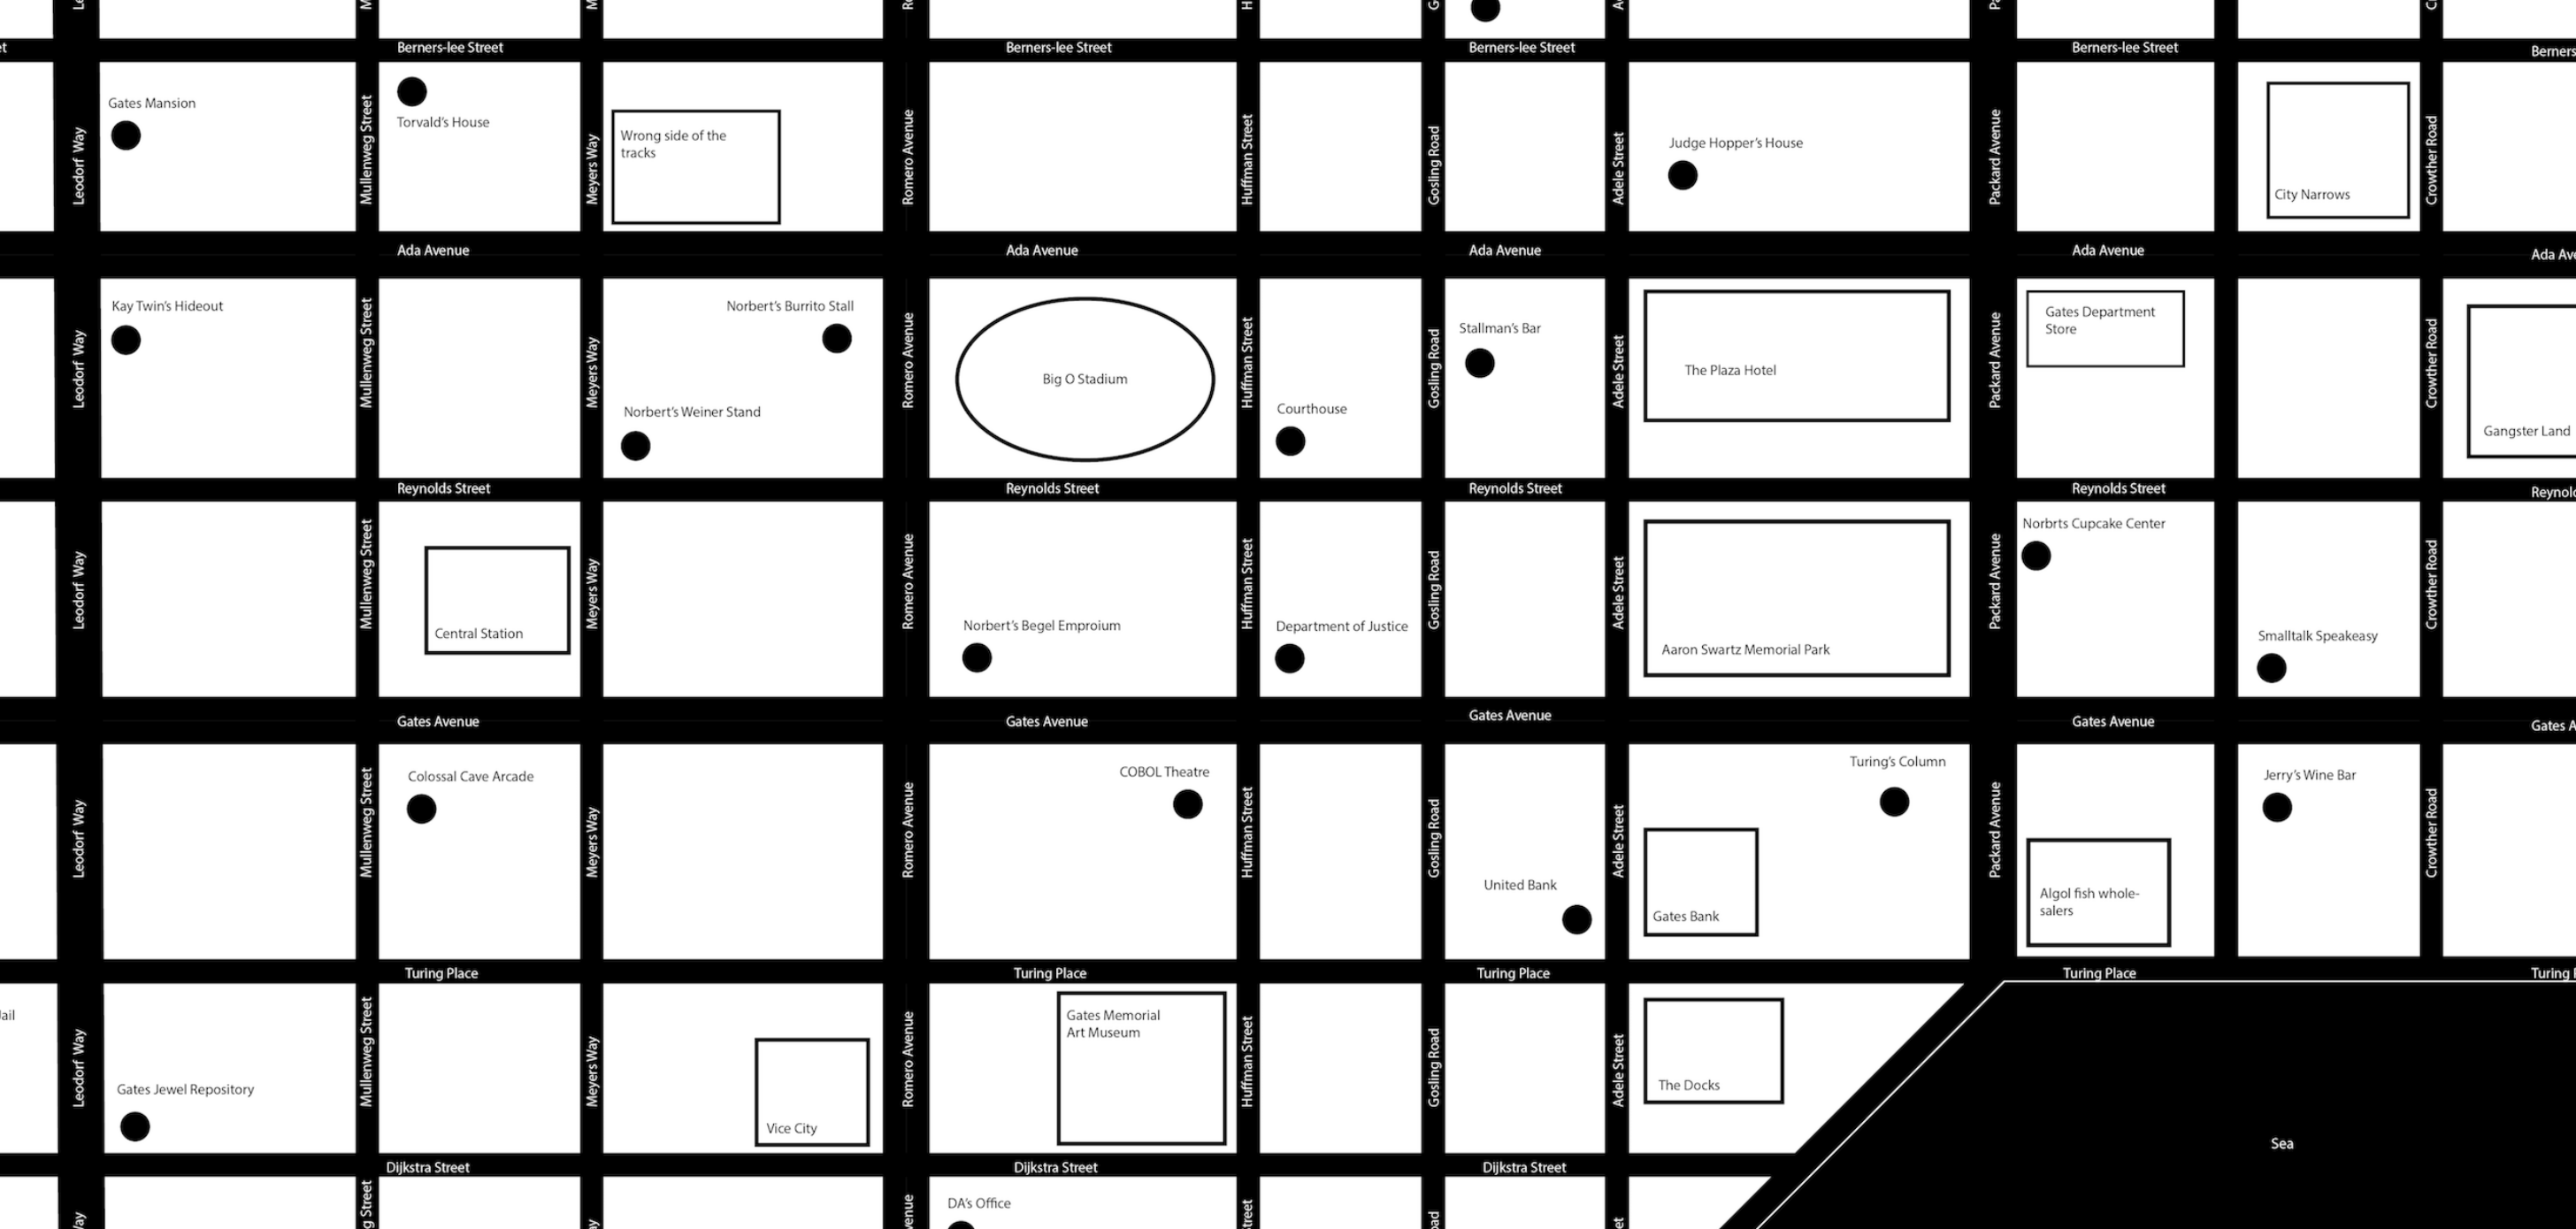 Berners-lee Street
Berners-lee Street
Berners-lee Street
Berners-lee Street
Berners
Gates Mansion
Torvald's House
Wrong side of the
tracks
Judge Hopper's House
City Narrows
Leodorf Way
Mullenweg Street
Meyers Way
Romero Avenue
Huffman Street
Gosling Road
Adele Street
Packard Avenue
Crowther Road
Ada Avenue
Ada Avenue
Ada Avenue
Ada Avenue
Ada Ave
Kay Twin's Hideout
Norbert's Burrito Stall
Norbert's Weiner Stand
Big O Stadium
Courthouse
Stallman's Bar
The Plaza Hotel
Gates Department
Store
Gangster Land
Leodorf Way
Mullenweg Street
Meyers Way
Romero Avenue
Huffman Street
Gosling Road
Adele Street
Packard Avenue
Crowther Road
Reynolds Street
Reynolds Street
Reynolds Street
Reynolds Street
Reynol
Central Station
Norbert's Begel Emproium
Department of Justice
Aaron Swartz Memorial Park
Norbrts Cupcake Center
Smalltalk Speakeasy
Leodorf Way
Mullenweg Street
Meyers Way
Romero Avenue
Huffman Street
Gosling Road
Adele Street
Packard Avenue
Crowther Road
Gates Avenue
Gates Avenue
Gates Avenue
Gates Avenue
Gates A
Colossal Cave Arcade
COBOL Theatre
United Bank
Gates Bank
Turing's Column
Algol fish whole-
salers
Jerry's Wine Bar
Leodorf Way
Mullenweg Street
Meyers Way
Romero Avenue
Huffman Street
Gosling Road
Adele Street
Packard Avenue
Crowther Road
Turing Place
Turing Place
Turing Place
Turing Place
Turing
ail
Gates Jewel Repository
Vice City
Gates Memorial
Art Museum
The Docks
Sea
Leodorf Way
Mullenweg Street
Meyers Way
Romero Avenue
Huffman Street
Gosling Road
Adele Street
Dijkstra Street
Dijkstra Street
Dijkstra Street
DA's Office
Way
g Street
enue
treet